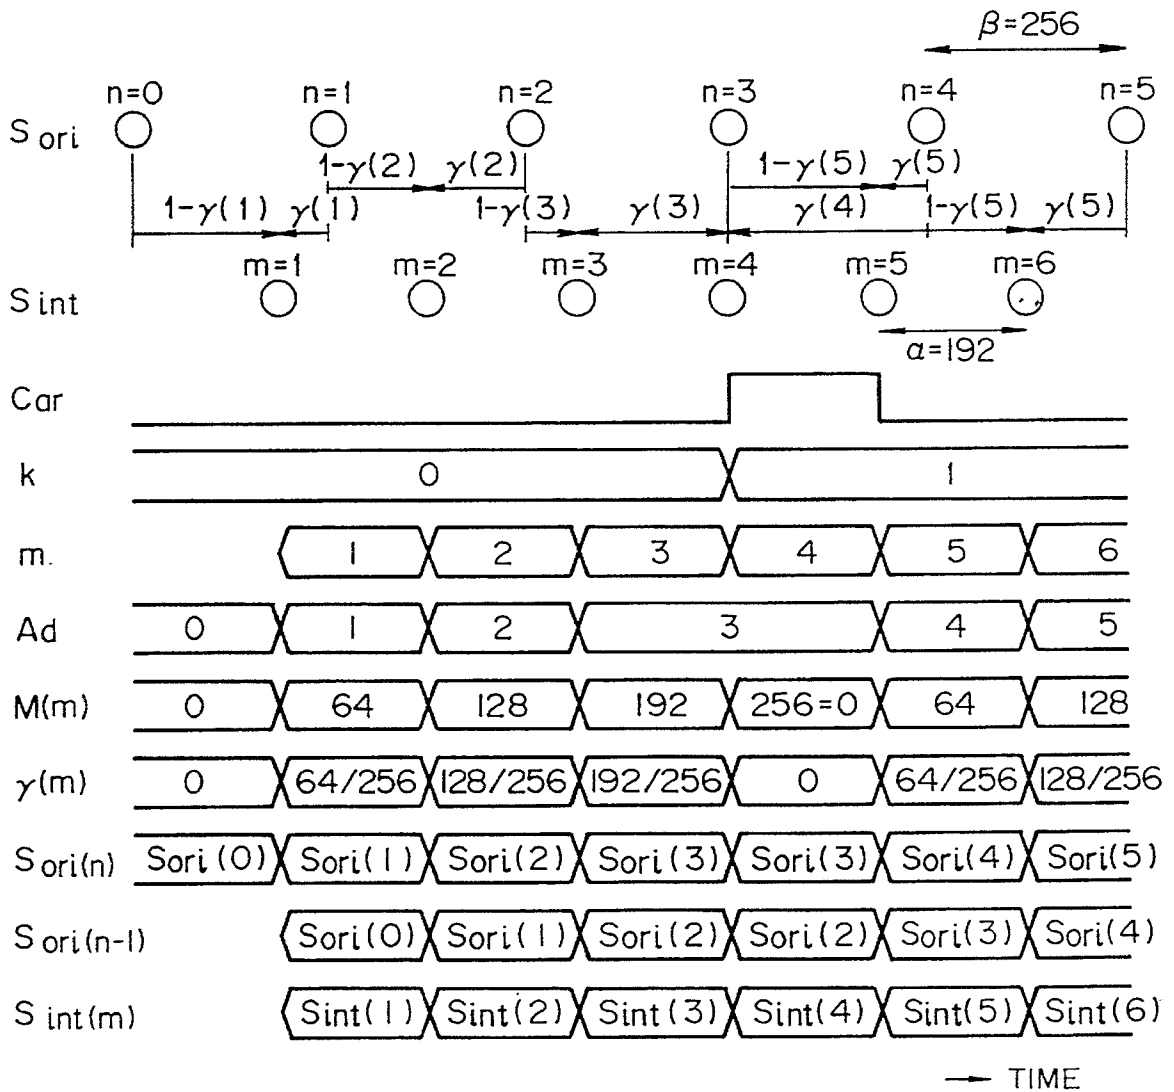 β=256
n=0 n=1 n=2 n=3 n=4 n=5
S ori
1-γ(2) γ(2) 1-γ(5) γ(5)
1-γ(1) γ(1) 1-γ(3) γ(3) γ(4) 1-γ(5) γ(5)
m=1 m=2 m=3 m=4 m=5 m=6
S int
α=192
Car
k 0 1
m. 1 2 3 4 5 6
Ad 0 1 2 3 4 5
M(m) 0 64 128 192 256=0 64 128
γ(m) 0 64/256 128/256 192/256 0 64/256 128/256
S ori(n) Sori(0) Sori(1) Sori(2) Sori(3) Sori(3) Sori(4) Sori(5)
S ori(n-1) Sori(0) Sori(1) Sori(2) Sori(2) Sori(3) Sori(4)
S int(m) Sint(1) Sint(2) Sint(3) Sint(4) Sint(5) Sint(6)
→ TIME